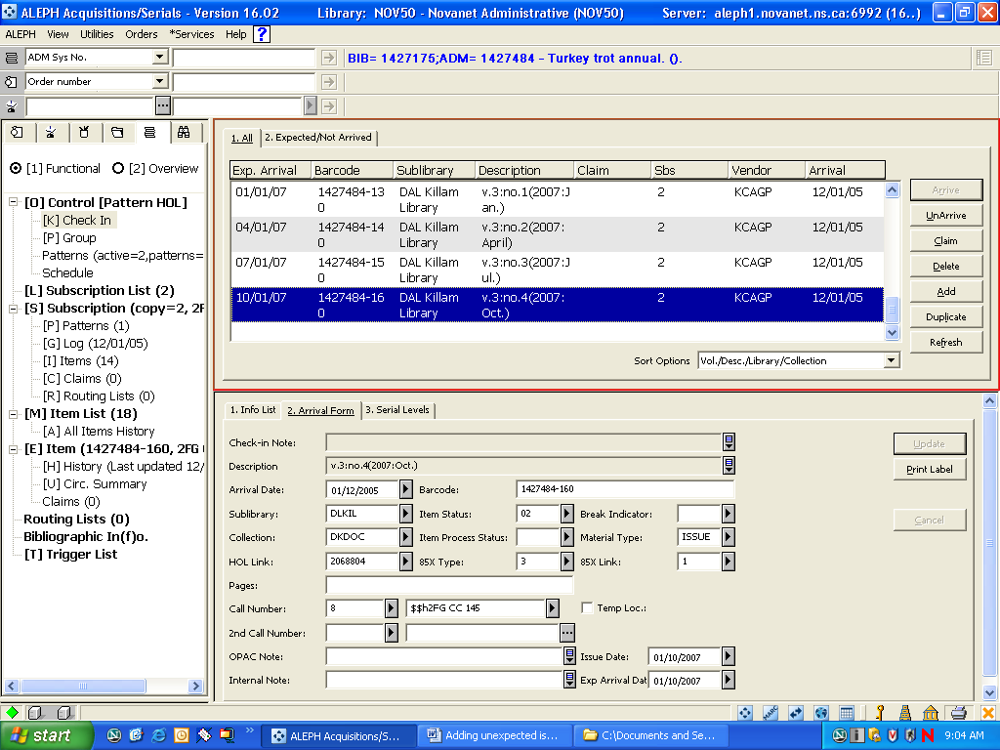 ALEPH Acquisitions/Serials - Version 16.02 Library: NOV50 - Novanet Administrative (NOV50) Server: aleph1.novanet.ns.ca:6992 (16..)
ALEPH View Utilities Orders *Services Help ?
ADM Sys No. BIB= 1427175;ADM= 1427484 - Turkey trot annual. ().
Order number
[1] Functional [2] Overview
[O] Control [Pattern HOL]
[K] Check In
[P] Group
Patterns (active=2,patterns=
Schedule
[L] Subscription List (2)
[S] Subscription (copy=2, 2F
[P] Patterns (1)
[G] Log (12/01/05)
[I] Items (14)
[C] Claims (0)
[R] Routing Lists (0)
[M] Item List (18)
[A] All Items History
[E] Item (1427484-160, 2FG
[H] History (Last updated 12/
[U] Circ. Summary
Claims (0)
Routing Lists (0)
Bibliographic In(f)o.
[T] Trigger List
1. All 2. Expected/Not Arrived
Exp. Arrival Barcode Sublibrary Description Claim Sbs Vendor Arrival
01/01/07 1427484-13 DAL Killam v.3:no.1(2007:J 2 KCAGP 12/01/05
0 Library an.)
04/01/07 1427484-14 DAL Killam v.3:no.2(2007: 2 KCAGP 12/01/05
0 Library April)
07/01/07 1427484-15 DAL Killam v.3:no.3(2007:J 2 KCAGP 12/01/05
0 Library ul.)
10/01/07 1427484-16 DAL Killam v.3:no.4(2007: 2 KCAGP 12/01/05
0 Library Oct.)
Arrive
UnArrive
Claim
Delete
Add
Duplicate
Refresh
Sort Options Vol./Desc./Library/Collection
1. Info List 2. Arrival Form 3. Serial Levels
Check-in Note:
Description v.3:no.4(2007:Oct.)
Arrival Date: 01/12/2005 Barcode: 1427484-160
Sublibrary: DLKIL Item Status: 02 Break Indicator:
Collection: DKDOC Item Process Status: Material Type: ISSUE
HOL Link: 2068804 85X Type: 3 85X Link: 1
Pages:
Call Number: 8 $$h2FG CC 145 Temp Loc.:
2nd Call Number: ...
OPAC Note: Issue Date: 01/10/2007
Internal Note: Exp Arrival Dat 01/10/2007
Update
Print Label
Cancel
start ALEPH Acquisitions/S... Adding unexpected is... C:\Documents and Se... 9:04 AM